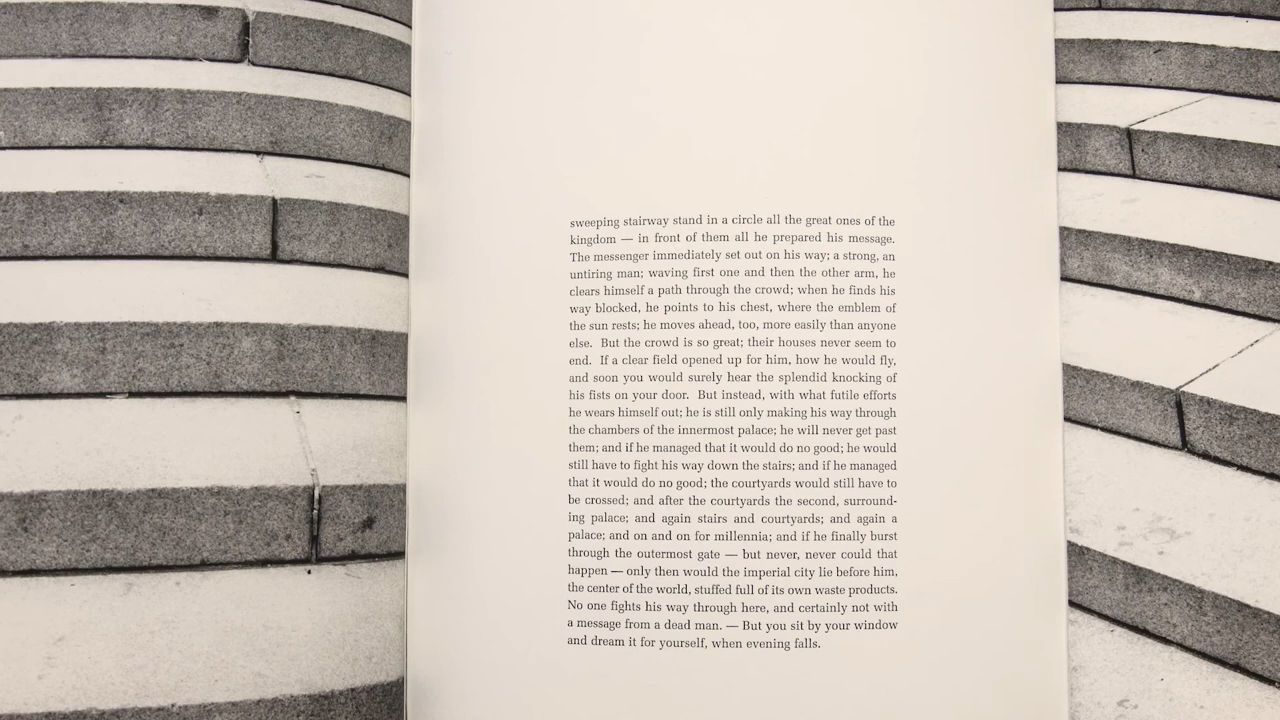 sweeping stairway stand in a circle all the great ones of the
kingdom — in front of them all he prepared his message.
The messenger immediately set out on his way; a strong, an
untiring man; waving first one and then the other arm, he
clears himself a path through the crowd; when he finds his
way blocked, he points to his chest, where the emblem of
the sun rests; he moves ahead, too, more easily than anyone
else. But the crowd is so great; their houses never seem to
end. If a clear field opened up for him, how he would fly,
and soon you would surely hear the splendid knocking of
his fists on your door. But instead, with what futile efforts
he wears himself out; he is still only making his way through
the chambers of the innermost palace; he will never get past
them; and if he managed that it would do no good; he would
still have to fight his way down the stairs; and if he managed
that it would do no good; the courtyards would still have to
be crossed; and after the courtyards the second, surround-
ing palace; and again stairs and courtyards; and again a
palace; and on and on for millennia; and if he finally burst
through the outermost gate — but never, never could that
happen — only then would the imperial city lie before him,
the center of the world, stuffed full of its own waste products.
No one fights his way through here, and certainly not with
a message from a dead man. — But you sit by your window
and dream it for yourself, when evening falls.